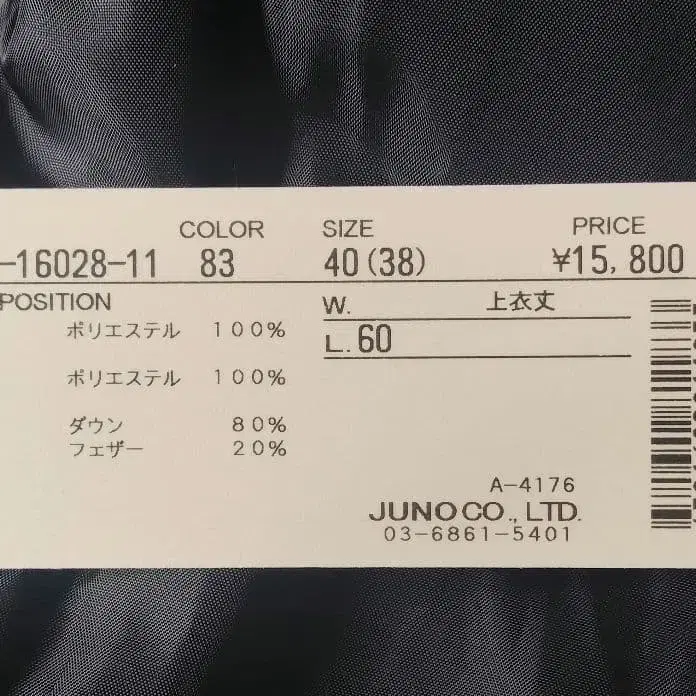 COLOR SIZE PRICE
-16028-11 83 40(38) ¥15,800
POSITION W. 上衣丈
ポリエステル 100%
L. 60
ポリエステル 100%
ダウン 80%
フェザー 20%
A-4176
JUNO CO., LTD.
03-6861-5401